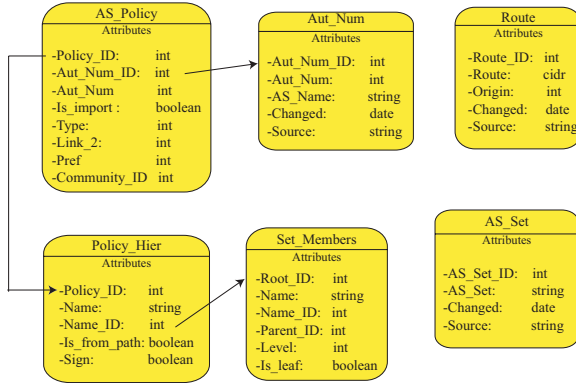 AS_Policy
Attributes
-Policy_ID: int
-Aut_Num_ID: int
-Aut_Num int
-Is_import : boolean
-Type: int
-Link_2: int
-Pref int
-Community_ID int
Aut_Num
Attributes
-Aut_Num_ID: int
-Aut_Num: int
-AS_Name: string
-Changed: date
-Source: string
Route
Attributes
-Route_ID: int
-Route: cidr
-Origin: int
-Changed: date
-Source: string
Policy_Hier
Attributes
-Policy_ID: int
-Name: string
-Name_ID: int
-Is_from_path: boolean
-Sign: boolean
Set_Members
Attributes
-Root_ID: int
-Name: string
-Name_ID: int
-Parent_ID: int
-Level: int
-Is_leaf: boolean
AS_Set
Attributes
-AS_Set_ID: int
-AS_Set: string
-Changed: date
-Source: string